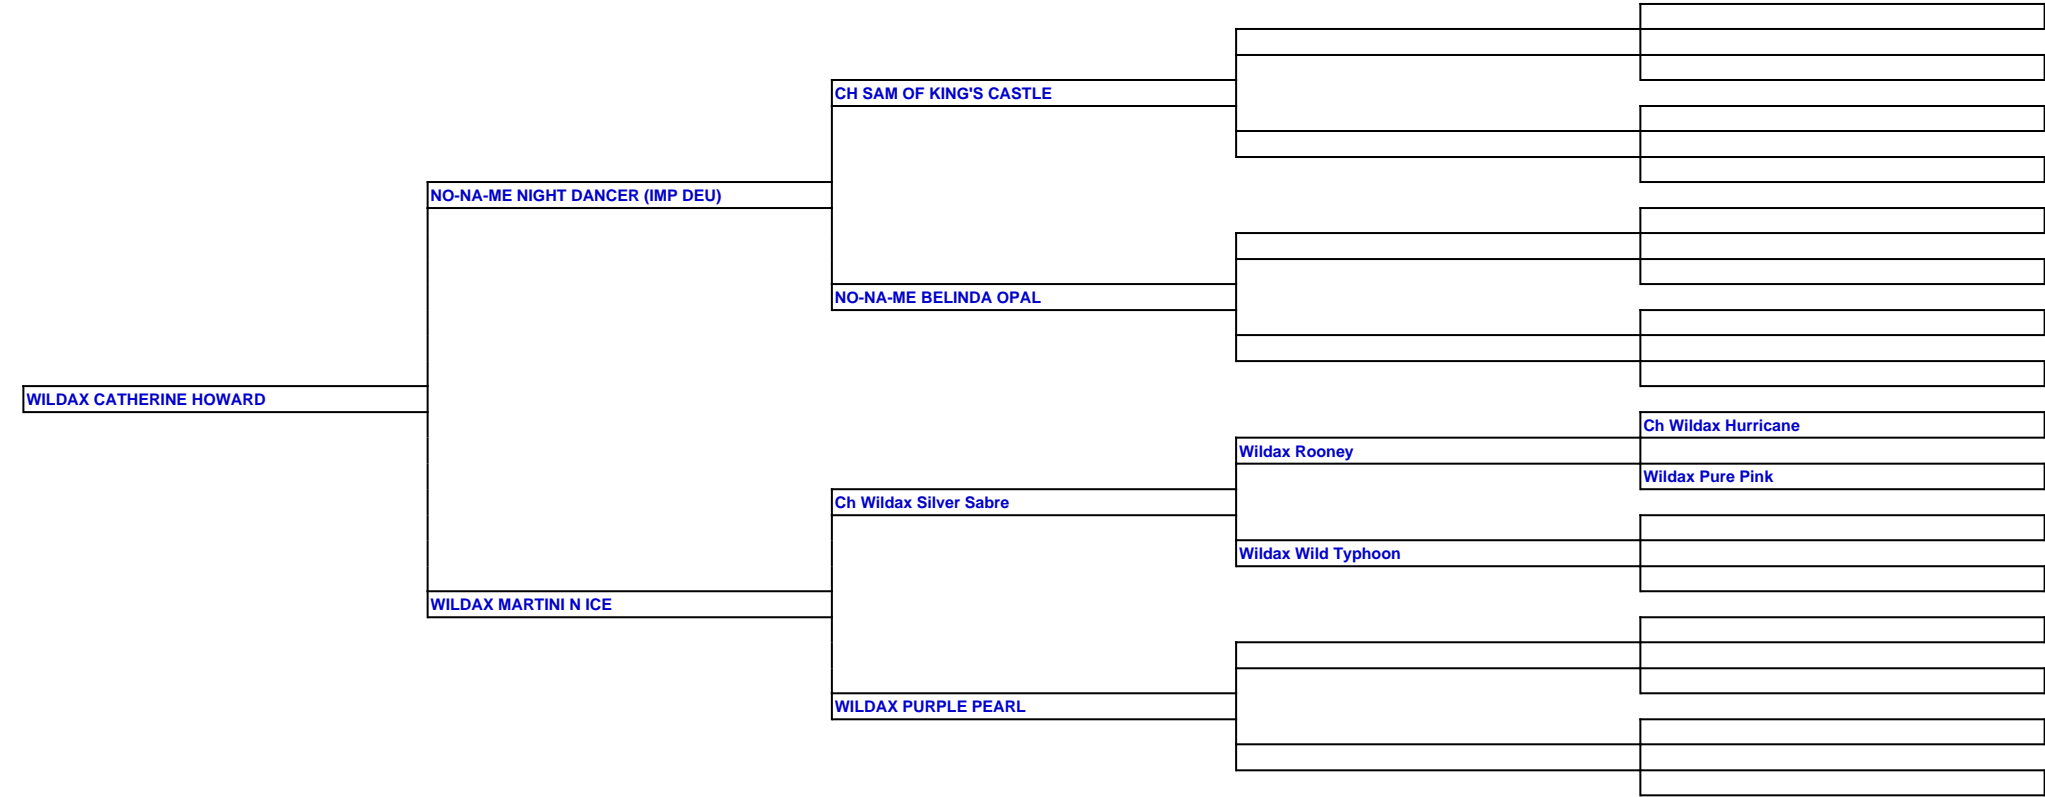 CH SAM OF KING'S CASTLE
NO-NA-ME NIGHT DANCER (IMP DEU)
NO-NA-ME BELINDA OPAL
WILDAX CATHERINE HOWARD
Ch Wildax Hurricane
Wildax Rooney
Wildax Pure Pink
Ch Wildax Silver Sabre
Wildax Wild Typhoon
WILDAX MARTINI N ICE
WILDAX PURPLE PEARL